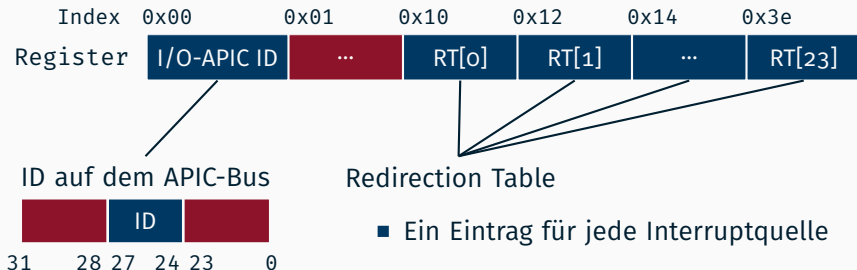 Index 0x00 0x01 0x10 0x12 0x14 0x3e
Register I/O-APIC ID ... RT[0] RT[1] ... RT[23]
ID auf dem APIC-Bus
ID
31 28 27 24 23 0
Redirection Table
■ Ein Eintrag für jede Interruptquelle